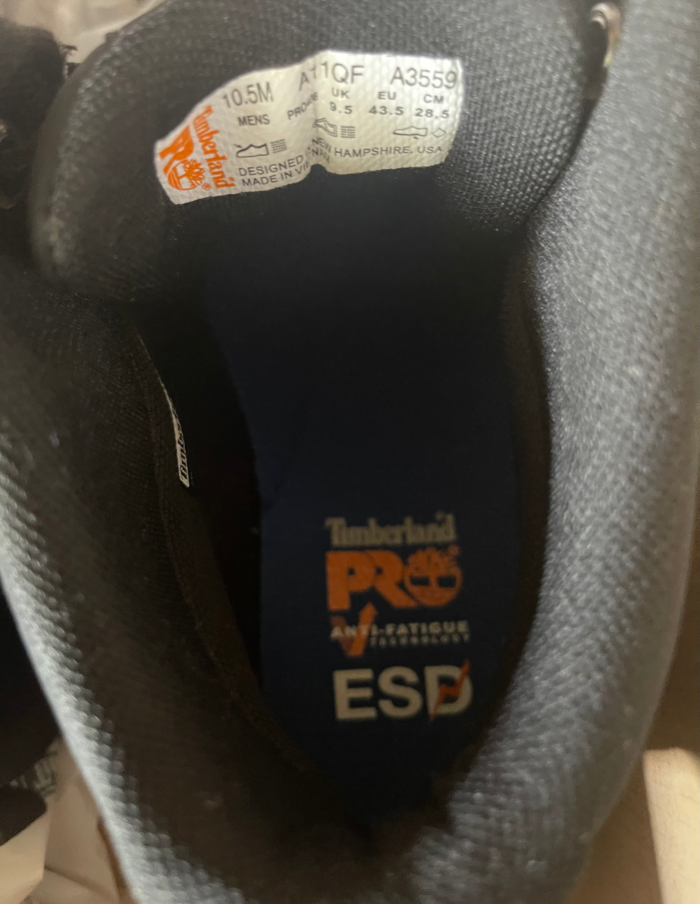 10.5M A11QF A3559
MENS UK EU CM
9.5 43.5 28.5
Timberland
PRO
DESIGNED NEW HAMPSHIRE, USA
MADE IN
Timberland
PRO
ANTI-FATIGUE
TECHNOLOGY
ESD